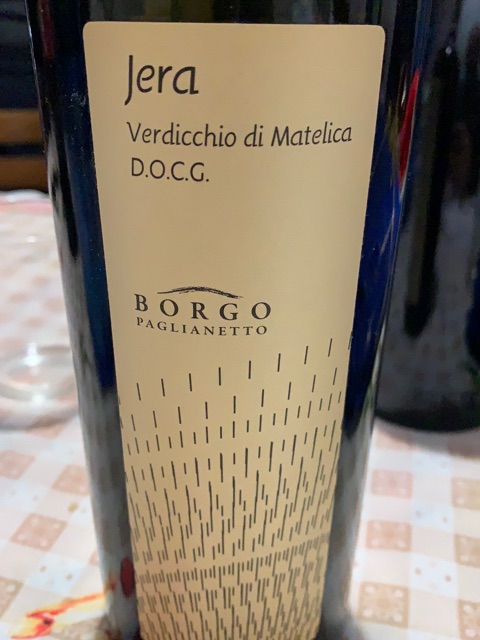 Jera
Verdicchio di Matelica
D.O.C.G.
BORGO
PAGLIANETTO